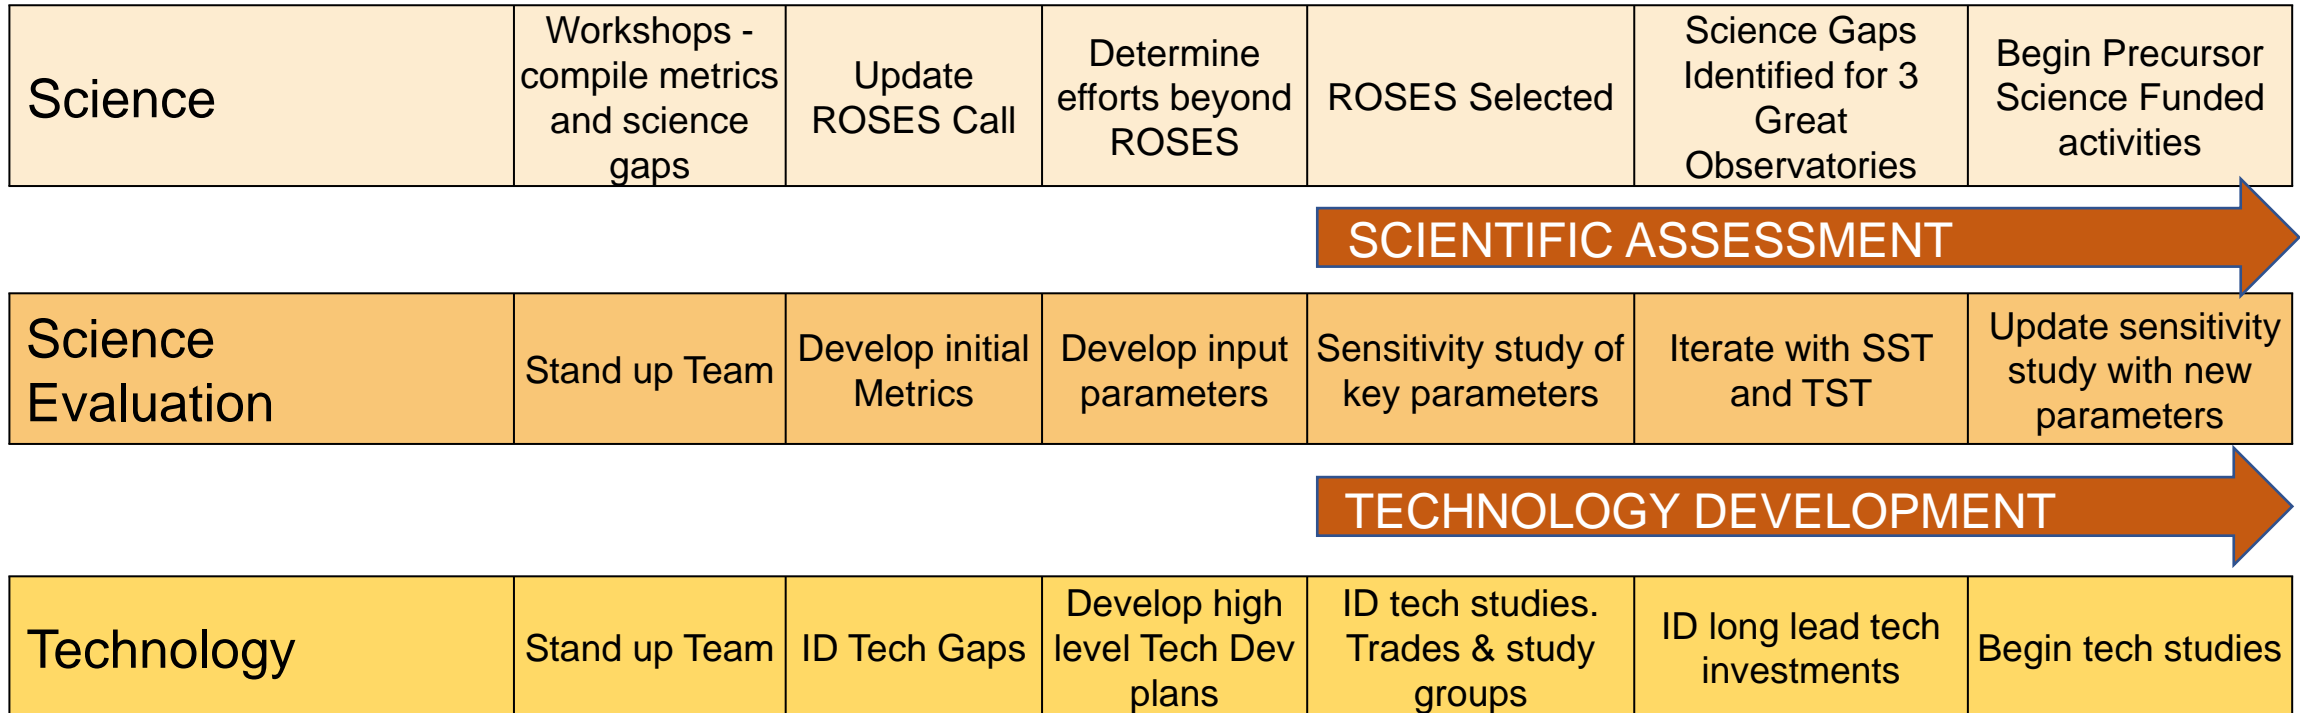 Science
Workshops -
compile metrics
and science
gaps
Update
ROSES Call
Determine
efforts beyond
ROSES
ROSES Selected
Science Gaps
Identified for 3
Great
Observatories
Begin Precursor
Science Funded
activities
SCIENTIFIC ASSESSMENT
Science
Evaluation
Stand up Team
Develop initial
Metrics
Develop input
parameters
Sensitivity study of
key parameters
Iterate with SST
and TST
Update sensitivity
study with new
parameters
TECHNOLOGY DEVELOPMENT
Technology
Stand up Team
ID Tech Gaps
Develop high
level Tech Dev
plans
ID tech studies.
Trades & study
groups
ID long lead tech
investments
Begin tech studies